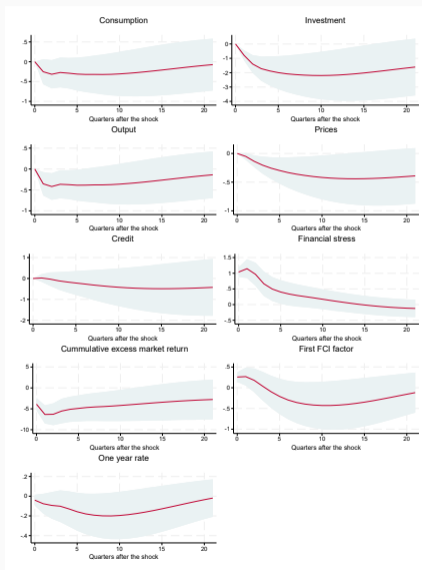 Consumption
.5
0
-.5
-1
0 5 10 15 20
Quarters after the shock
Investment
0
-1
-2
-3
-4
0 5 10 15 20
Quarters after the shock
Output
.5
0
-.5
-1
0 5 10 15 20
Quarters after the shock
Prices
0
-.5
-1
0 5 10 15 20
Quarters after the shock
Credit
1
0
-1
-2
0 5 10 15 20
Quarters after the shock
Financial stress
1.5
1
.5
0
-.5
0 5 10 15 20
Quarters after the shock
Cummulative excess market return
5
0
-5
-10
0 5 10 15 20
Quarters after the shock
First FCI factor
.5
0
-.5
-1
0 5 10 15 20
Quarters after the shock
One year rate
.2
0
-.2
-.4
0 5 10 15 20
Quarters after the shock